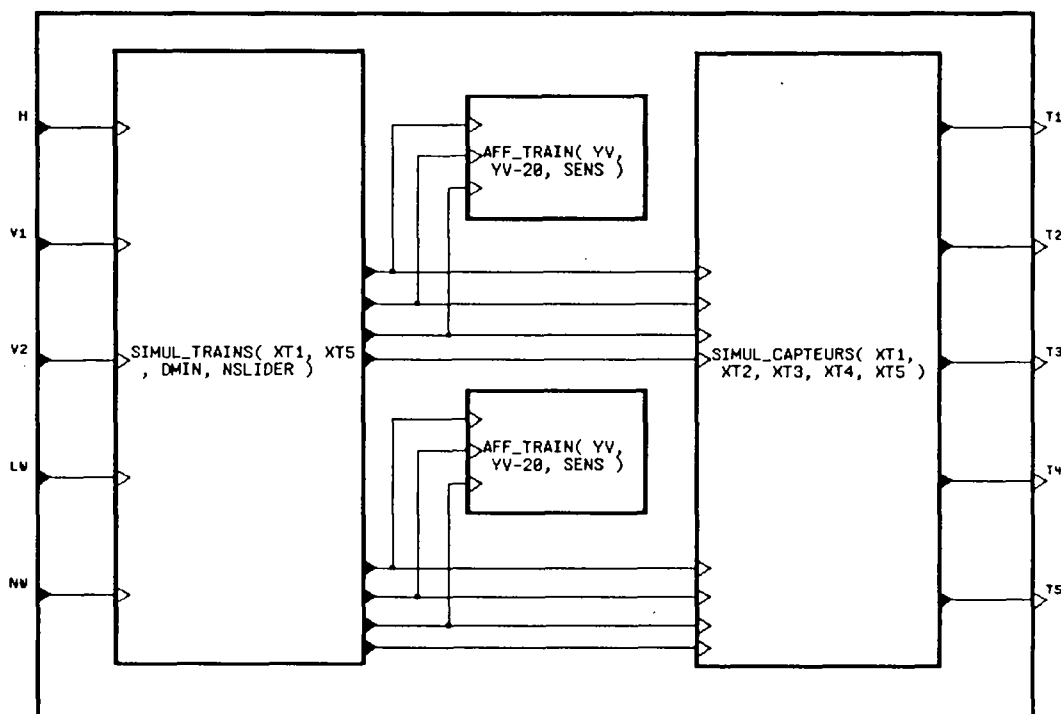 H
V1
V2
LW
NW
SIMUL_TRAINS( XT1, XT5
, DMIN, NSLIDER )
AFF_TRAIN( YV,
YV-20, SENS )
AFF_TRAIN( YV,
YV-20, SENS )
SIMUL_CAPTEURS( XT1,
XT2, XT3, XT4, XT5 )
T1
T2
T3
T4
T5